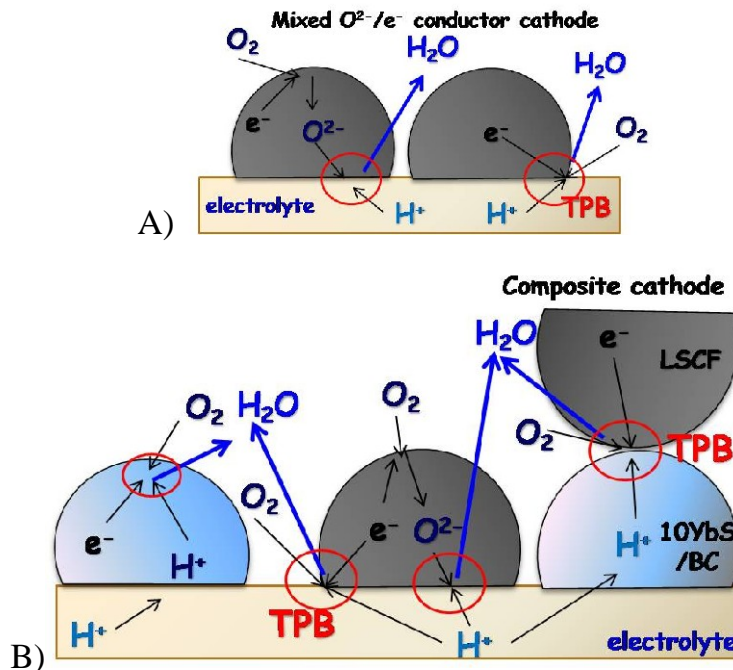 Mixed O²⁻/e⁻ conductor cathode
O₂
H₂O
H₂O
e⁻
O²⁻
e⁻
O₂
electrolyte
H⁺
H⁺
TPB
A)
Composite cathode
H₂O
e⁻
LSCF
O₂
H₂O
O₂
O₂
TPB
O₂
e⁻
H⁺
e⁻
O²⁻
H⁺
10YbS
/BC
H⁺
TPB
H⁺
electrolyte
B)